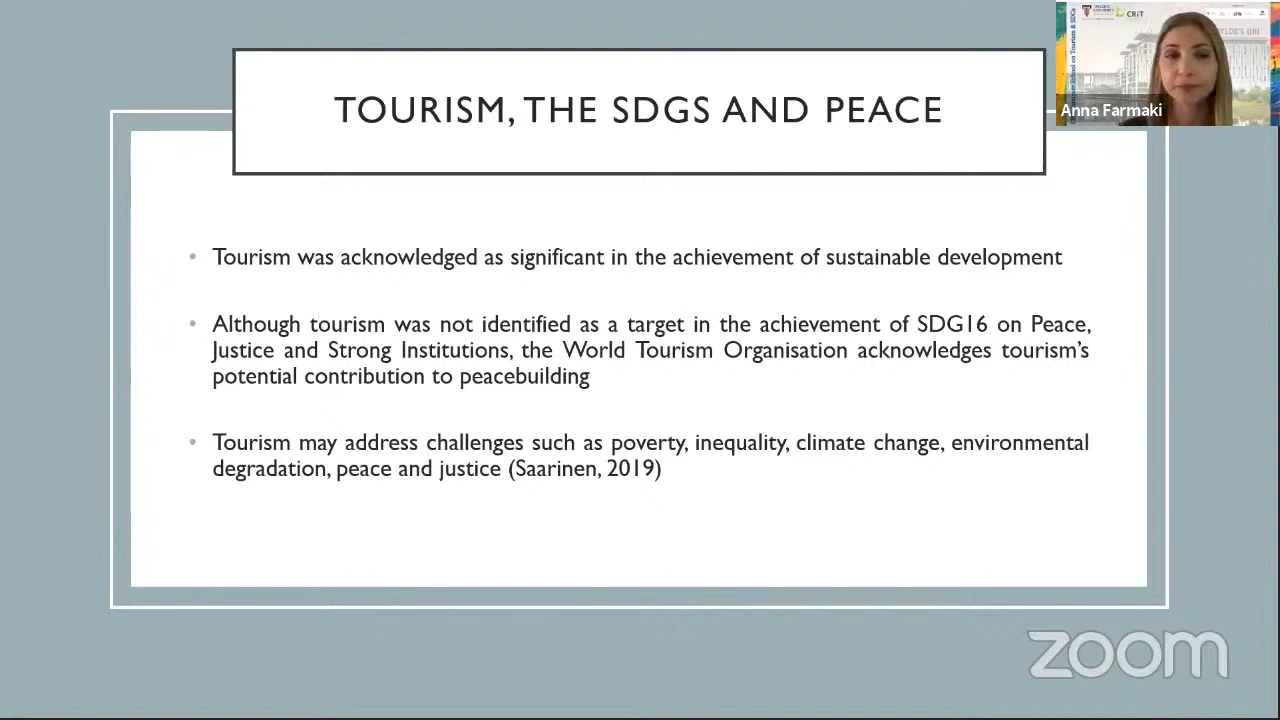 TOURISM, THE SDGS AND PEACE
CRiT
Anna Farmaki
• Tourism was acknowledged as significant in the achievement of sustainable development
• Although tourism was not identified as a target in the achievement of SDG16 on Peace,
Justice and Strong Institutions, the World Tourism Organisation acknowledges tourism's
potential contribution to peacebuilding
• Tourism may address challenges such as poverty, inequality, climate change, environmental
degradation, peace and justice (Saarinen, 2019)
zoom